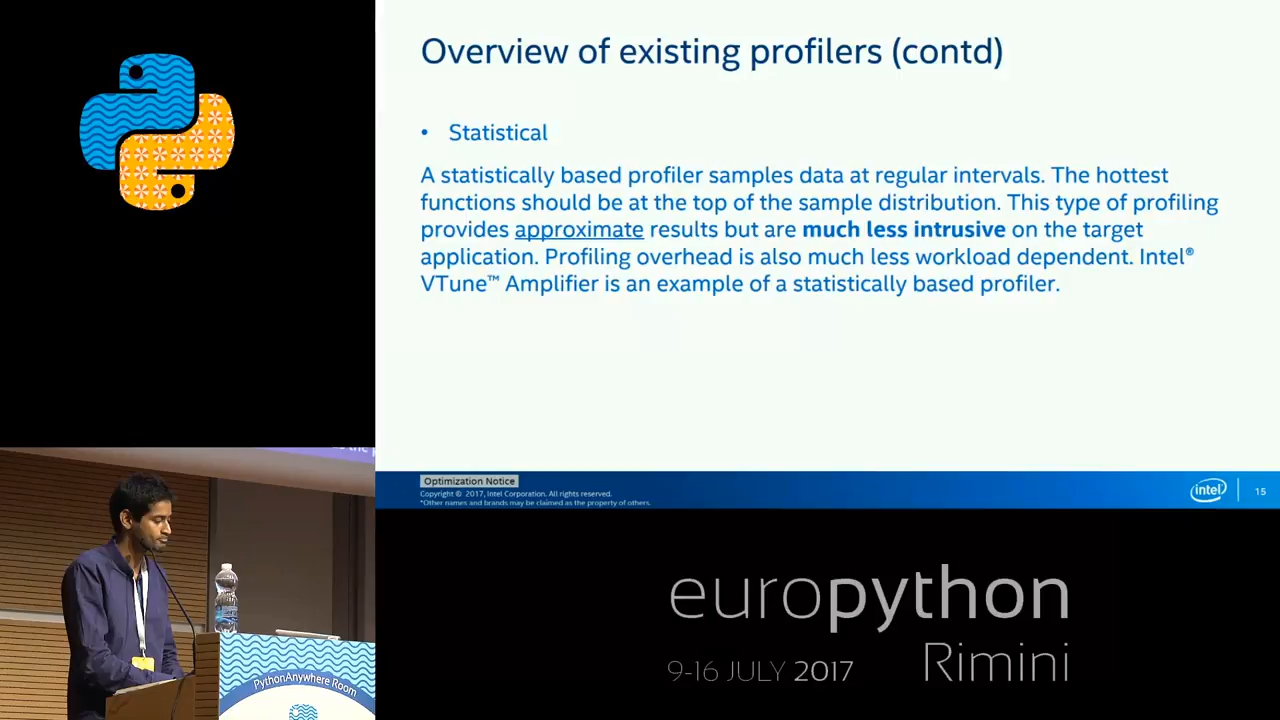 Overview of existing profilers (contd)
• Statistical
A statistically based profiler samples data at regular intervals. The hottest
functions should be at the top of the sample distribution. This type of profiling
provides approximate results but are much less intrusive on the target
application. Profiling overhead is also much less workload dependent. Intel®
VTune™ Amplifier is an example of a statistically based profiler.
Optimization Notice
Copyright © 2017, Intel Corporation. All rights reserved.
*Other names and brands may be claimed as the property of others.
intel
15
europython
Rimini
9-16 JULY 2017
PythonAnywhere Room